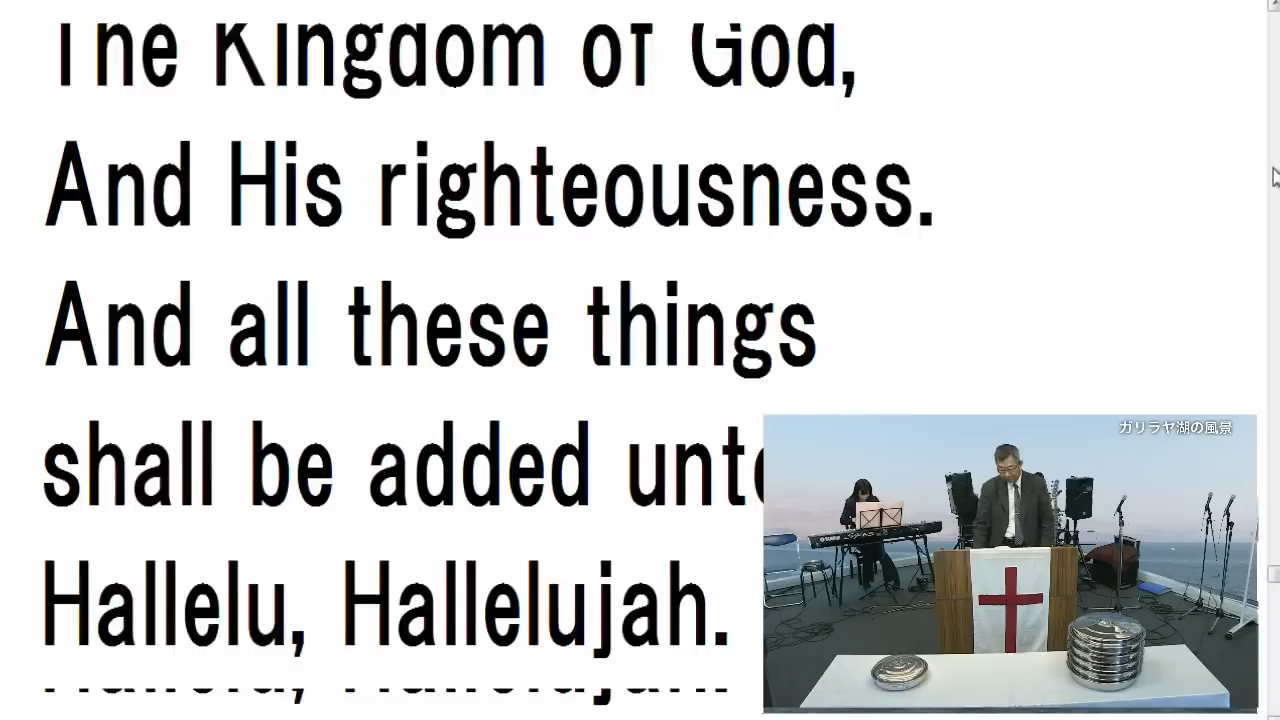 The Kingdom of God,
And His righteousness.
And all these things
shall be added unto
Hallelu, Hallelujah.
ガリラヤ湖の風景